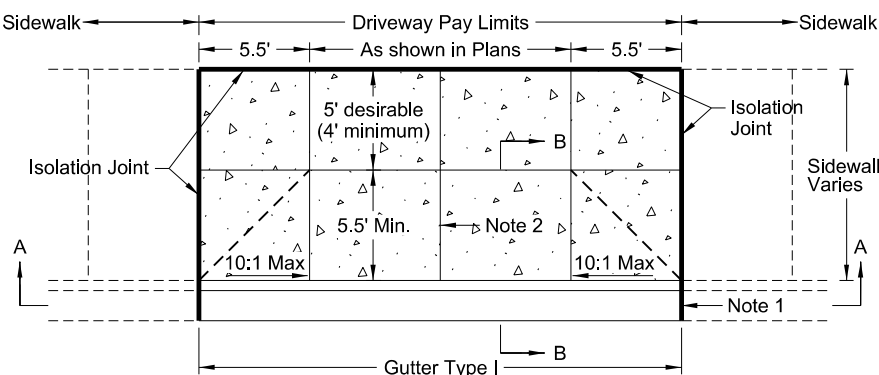 Sidewalk
Driveway Pay Limits
Sidewalk
5.5'
As shown in Plans
5.5'
5' desirable
(4' minimum)
Isolation
Joint
B
Isolation Joint
Sidewalk
Varies
5.5' Min.
Note 2
A
A
10:1 Max
10:1 Max
Note 1
B
Gutter Type I